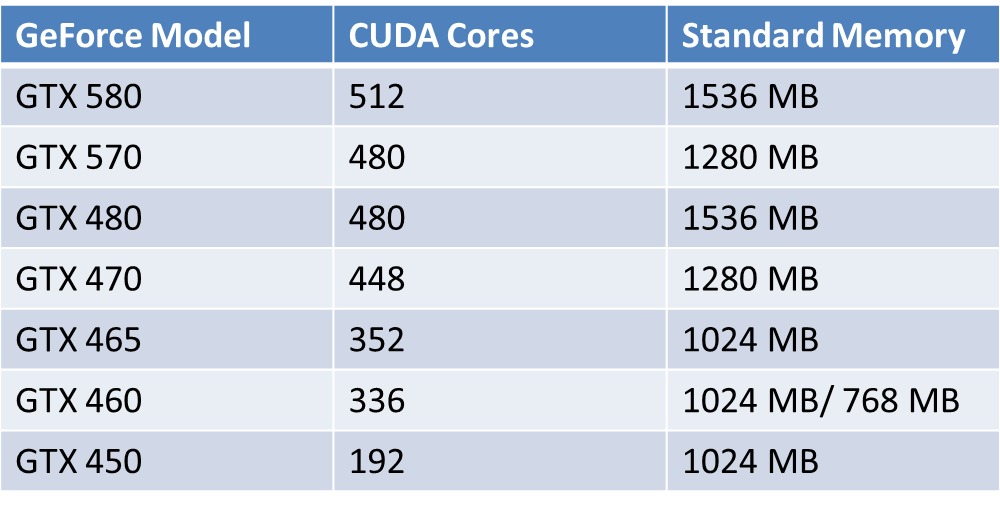 GeForce Model CUDA Cores Standard Memory
GTX 580 512 1536 MB
GTX 570 480 1280 MB
GTX 480 480 1536 MB
GTX 470 448 1280 MB
GTX 465 352 1024 MB
GTX 460 336 1024 MB/ 768 MB
GTX 450 192 1024 MB